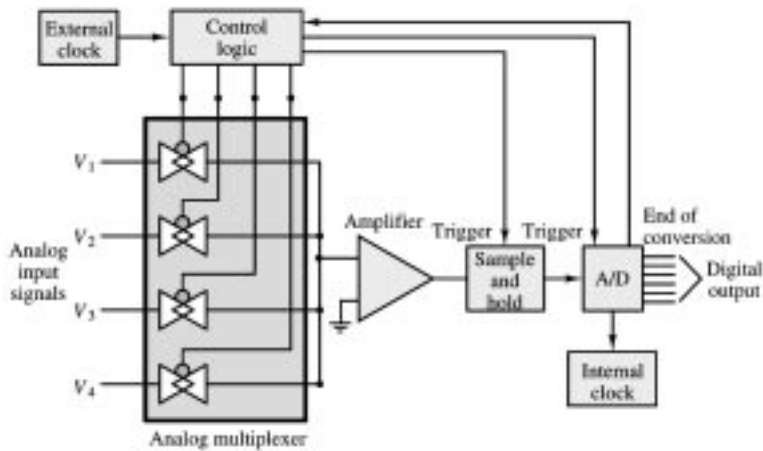 External
clock
Control
logic
V1
V2
Analog
input
signals
V3
V4
Analog multiplexer
Amplifier
Trigger
Sample
and
hold
Trigger
A/D
End of
conversion
Digital
output
Internal
clock